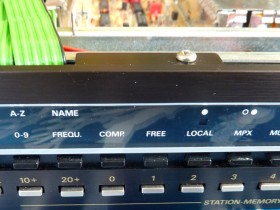 A-Z NAME
0-9 FREQU. COMP. FREE LOCAL MPX
10+ 20+ 0 1 2 3 4
STATION-MEMORY